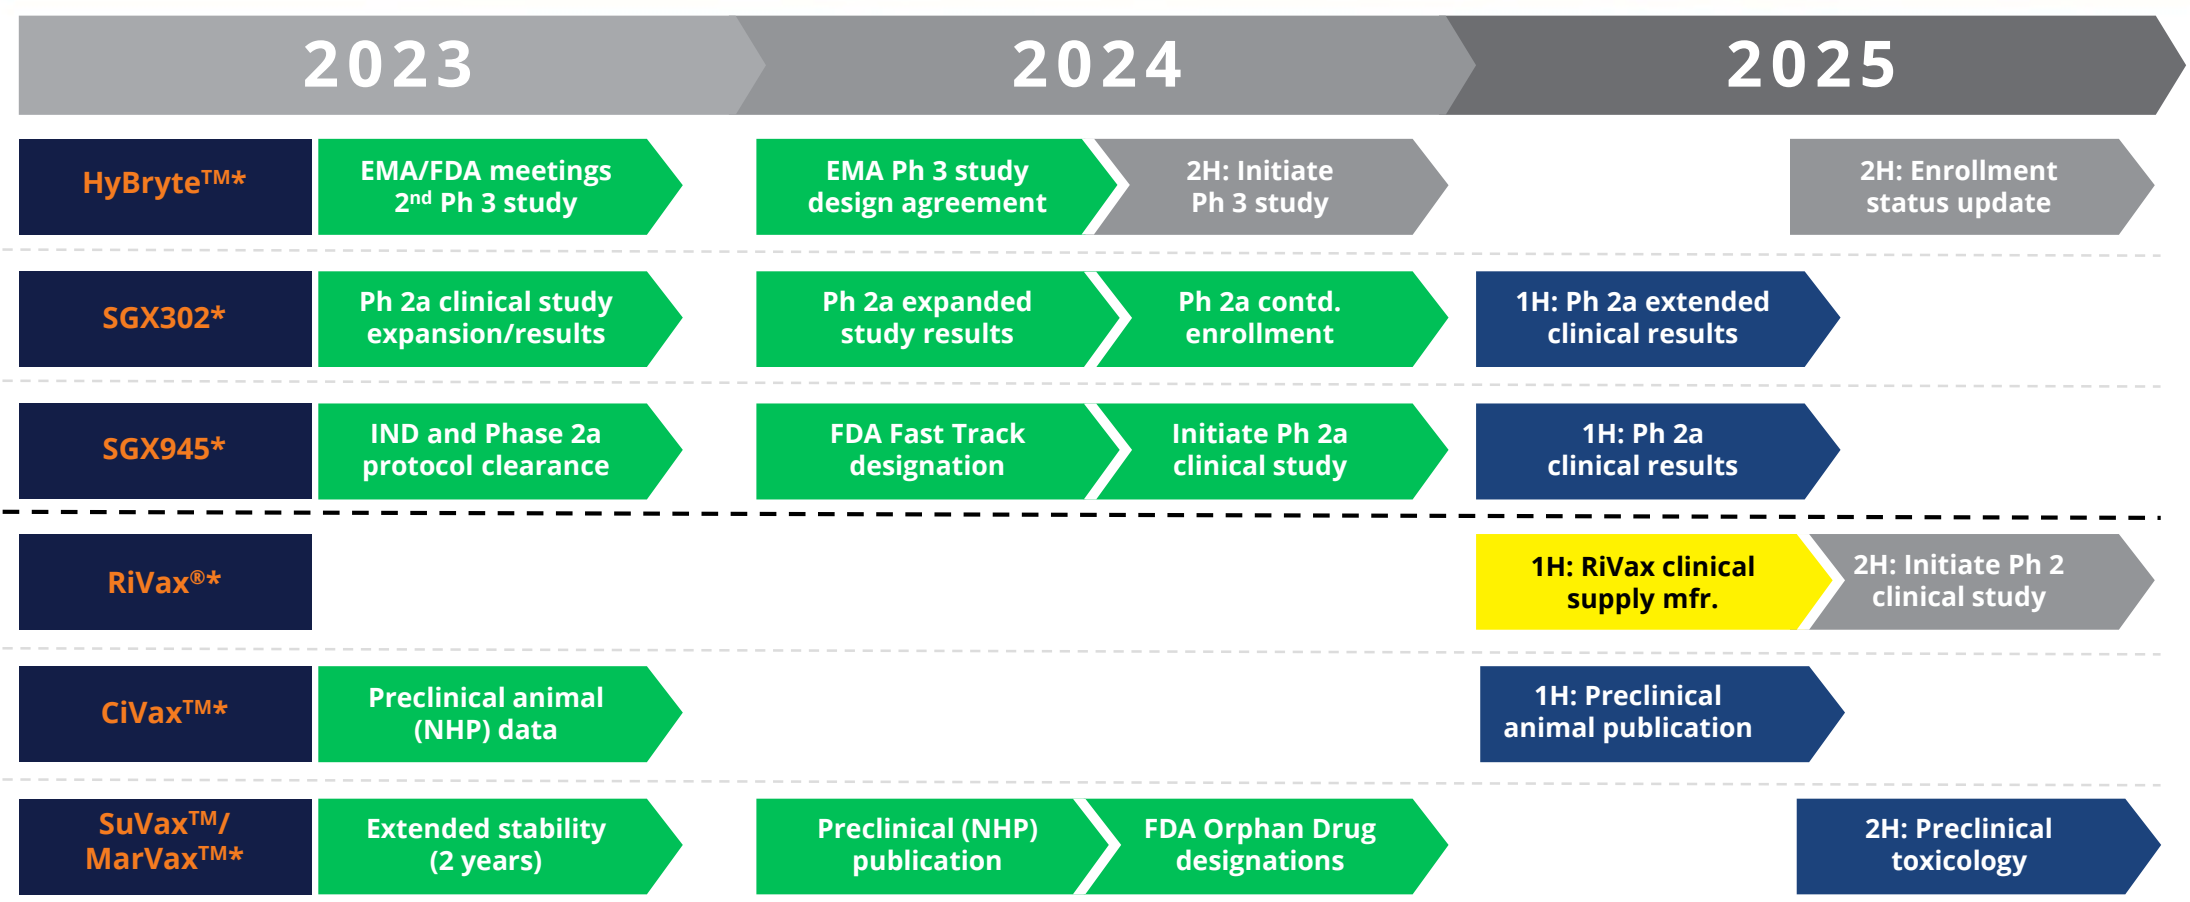 2023
2024
2025
HyBryte™*
EMA/FDA meetings
2nd Ph 3 study
EMA Ph 3 study
design agreement
2H: Initiate
Ph 3 study
2H: Enrollment
status update
SGX302*
Ph 2a clinical study
expansion/results
Ph 2a expanded
study results
Ph 2a contd.
enrollment
1H: Ph 2a extended
clinical results
SGX945*
IND and Phase 2a
protocol clearance
FDA Fast Track
designation
Initiate Ph 2a
clinical study
1H: Ph 2a
clinical results
RiVax®*
1H: RiVax clinical
supply mfr.
2H: Initiate Ph 2
clinical study
CiVax™*
Preclinical animal
(NHP) data
1H: Preclinical
animal publication
SuVax™/
MarVax™*
Extended stability
(2 years)
Preclinical (NHP)
publication
FDA Orphan Drug
designations
2H: Preclinical
toxicology